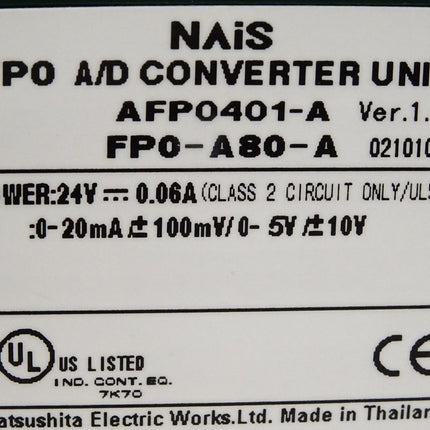 NAiS
P0 A/D CONVERTER UNI
AFP0401-A Ver.1.
FP0-A80-A 021010
WER:24V⎓0.06A(CLASS 2 CIRCUIT ONLY/UL5
:0-20mA/±100mV/0- 5V/±10V
UL US LISTED CE
IND. CONT. EQ.
7K70
atsushita Electric Works.Ltd. Made in Thailan